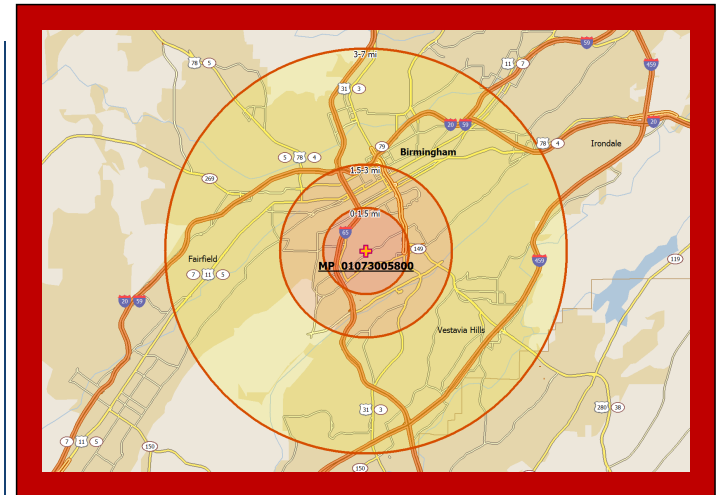 3-7 mi
59
78 5
11 7
459
31 3
20 59
20
79
78 4
Birmingham
Irondale
5 78 4
1.5-3 mi
269
0-1.5 mi
65
149
MP_01073005800
Fairfield
459
119
7 11 5
20 59
Vestavia Hills
31 3
280 38
7 11 5
150
150